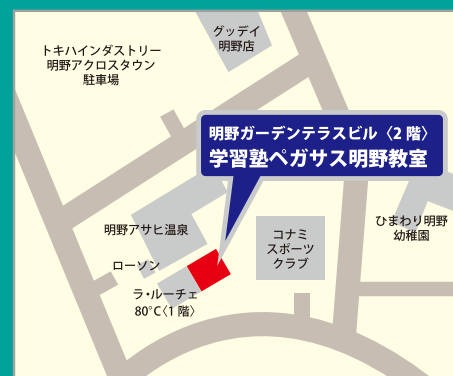 グッデイ
明野店
トキハインダストリー
明野アクロスタウン
駐車場
明野ガーデンテラスビル〈2階〉
学習塾ペガサス明野教室
明野アサヒ温泉
コナミ
スポーツ
クラブ
ひまわり明野
幼稚園
ローソン
ラ・ルーチェ
80°C〈1階〉